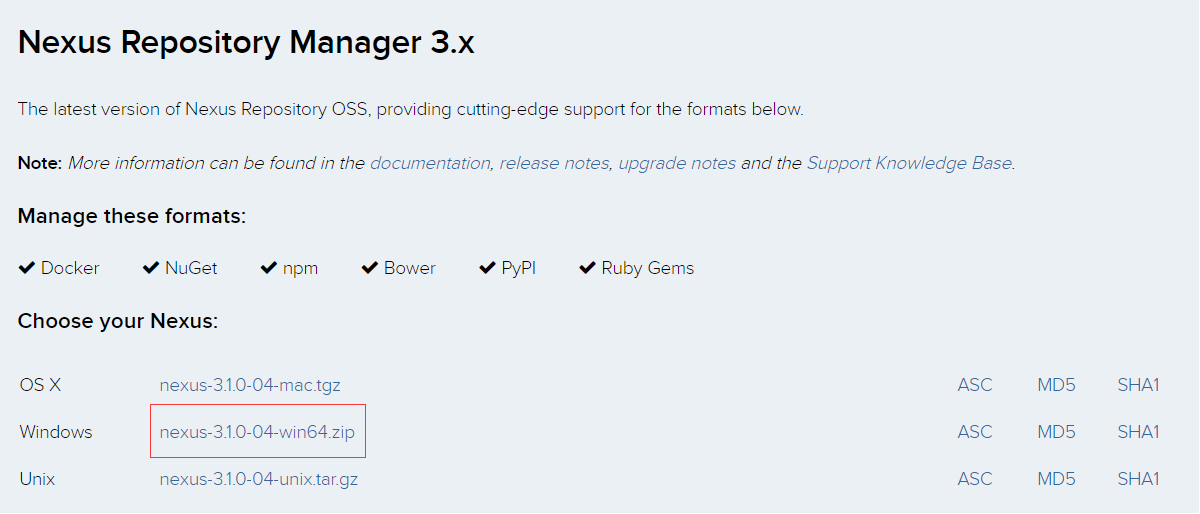 Nexus Repository Manager 3.x
The latest version of Nexus Repository OSS, providing cutting-edge support for the formats below.
Note: More information can be found in the documentation, release notes, upgrade notes and the Support Knowledge Base.
Manage these formats:
Docker NuGet npm Bower PyPI Ruby Gems
Choose your Nexus:
OS X nexus-3.1.0-04-mac.tgz ASC MD5 SHA1
Windows nexus-3.1.0-04-win64.zip ASC MD5 SHA1
Unix nexus-3.1.0-04-unix.tar.gz ASC MD5 SHA1